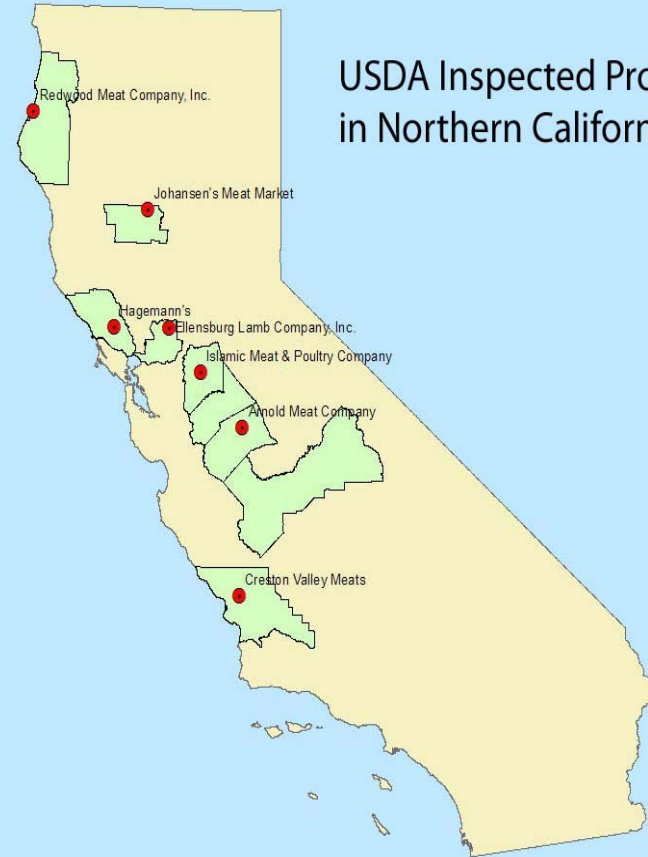 USDA Inspected Pro
in Northern Californ
Redwood Meat Company, Inc.
Johansen's Meat Market
Hagemann's
Ellensburg Lamb Company, Inc.
Islamic Meat & Poultry Company
Arnold Meat Company
Creston Valley Meats